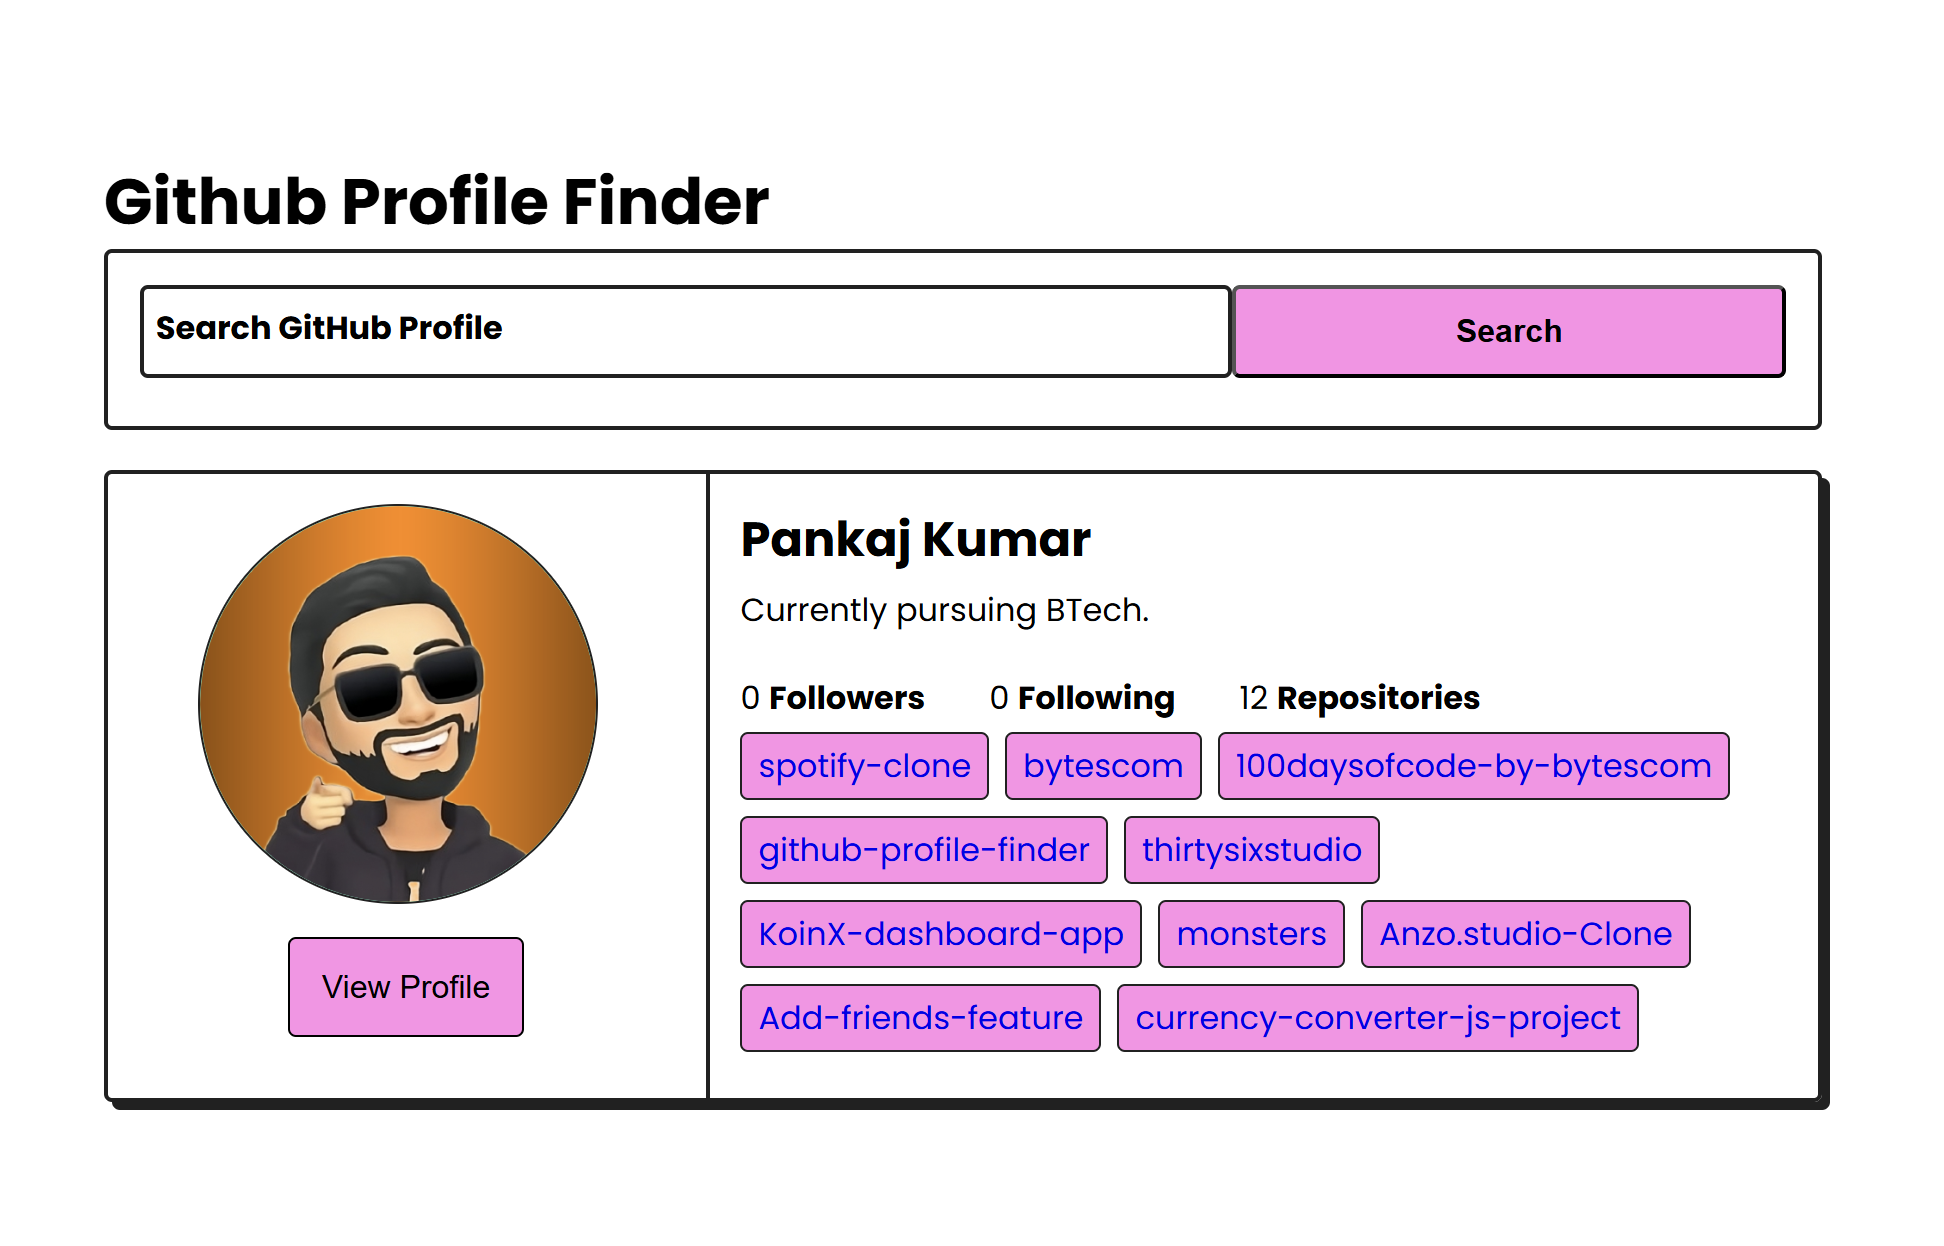 Github Profile Finder
Search GitHub Profile
Search
Pankaj Kumar
Currently pursuing BTech.
0 Followers 0 Following 12 Repositories
spotify-clone bytescom 100daysofcode-by-bytescom
github-profile-finder thirtysixstudio
KoinX-dashboard-app monsters Anzo.studio-Clone
Add-friends-feature currency-converter-js-project
View Profile